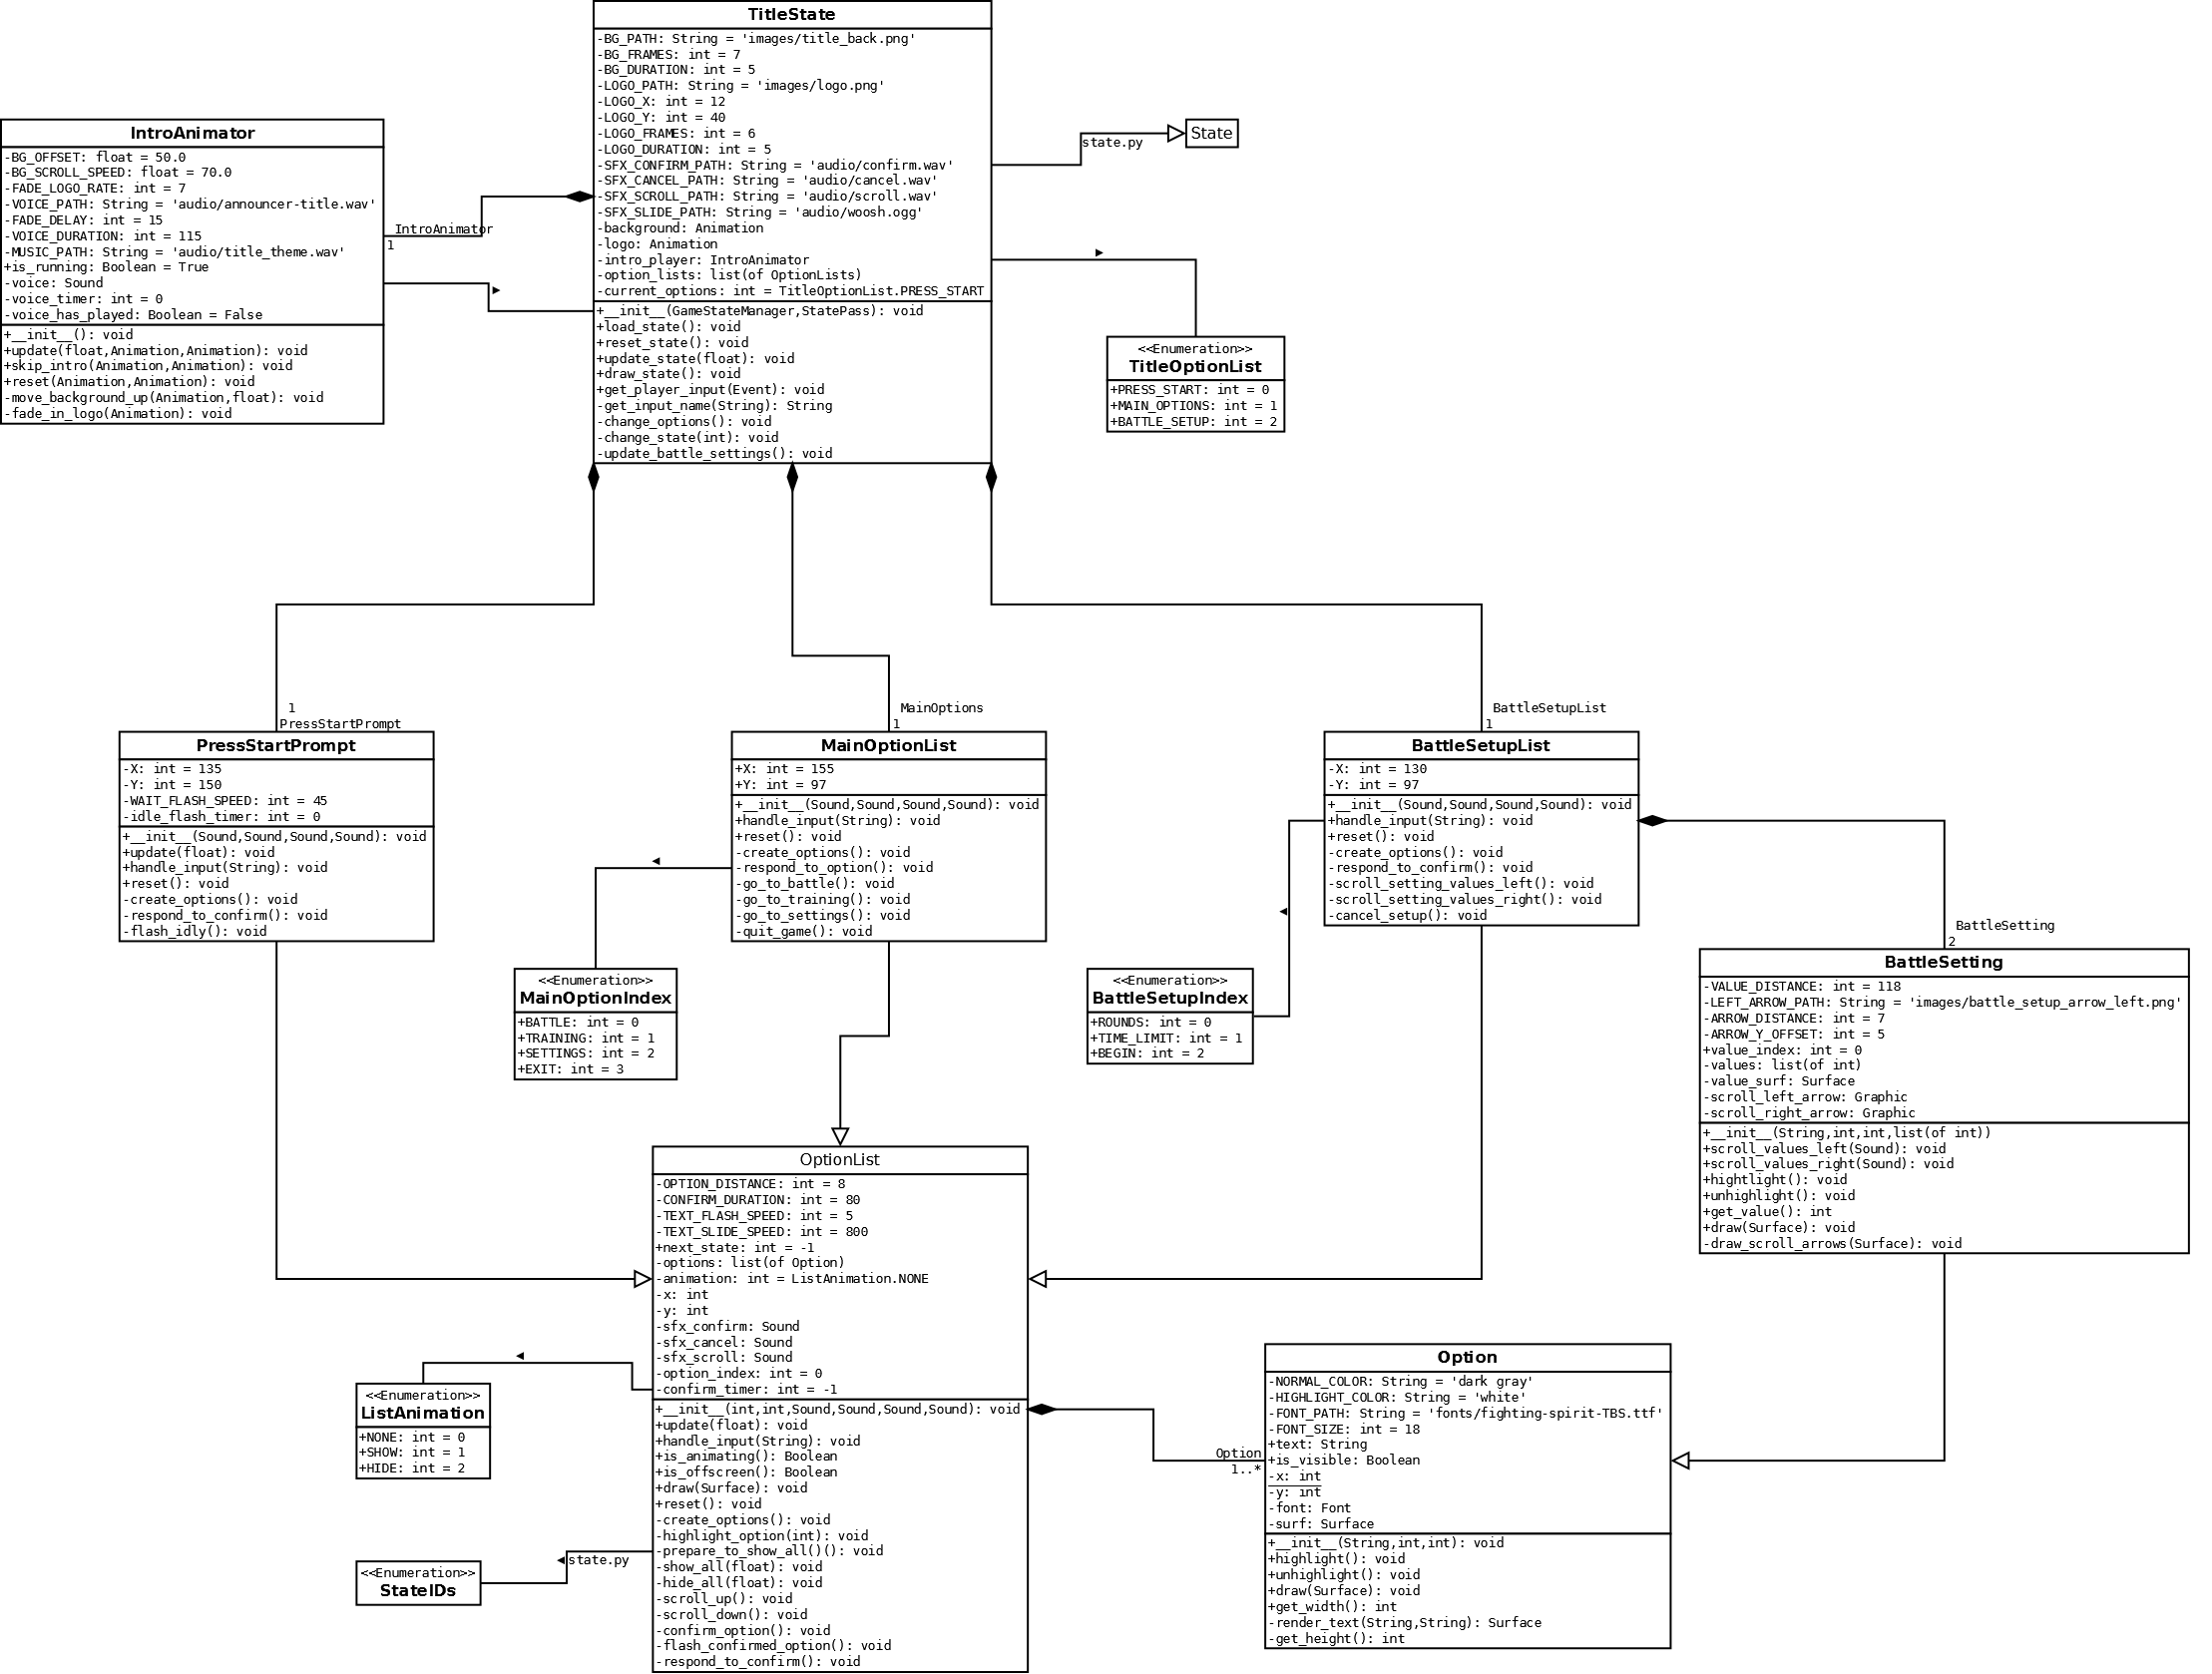 TitleState
-BG_PATH: String = 'images/title_back.png'
-BG_FRAMES: int = 7
-BG_DURATION: int = 5
-LOGO_PATH: String = 'images/logo.png'
-LOGO_X: int = 12
-LOGO_Y: int = 40
-LOGO_FRAMES: int = 6
-LOGO_DURATION: int = 5
-SFX_CONFIRM_PATH: String = 'audio/confirm.wav'
-SFX_CANCEL_PATH: String = 'audio/cancel.wav'
-SFX_SCROLL_PATH: String = 'audio/scroll.wav'
-SFX_SLIDE_PATH: String = 'audio/woosh.ogg'
-background: Animation
-logo: Animation
-intro_player: IntroAnimator
-option_lists: list(of OptionLists)
-current_options: int = TitleOptionList.PRESS_START
+__init__(GameStateManager,StatePass): void
+load_state(): void
+reset_state(): void
+update_state(float): void
+draw_state(): void
+get_player_input(Event): void
-get_input_name(String): String
-change_options(): void
-change_state(int): void
-update_battle_settings(): void
IntroAnimator
-BG_OFFSET: float = 50.0
-BG_SCROLL_SPEED: float = 70.0
-FADE_LOGO_RATE: int = 7
-VOICE_PATH: String = 'audio/announcer-title.wav'
-FADE_DELAY: int = 15
-VOICE_DURATION: int = 115
-MUSIC_PATH: String = 'audio/title_theme.wav'
+is_running: Boolean = True
-voice: Sound
-voice_timer: int = 0
-voice_has_played: Boolean = False
+__init__(): void
+update(float,Animation,Animation): void
+skip_intro(Animation,Animation): void
+reset(Animation,Animation): void
-move_background_up(Animation,float): void
-fade_in_logo(Animation): void
IntroAnimator
1
state.py
State
<<Enumeration>>
TitleOptionList
+PRESS_START: int = 0
+MAIN_OPTIONS: int = 1
+BATTLE_SETUP: int = 2
1
PressStartPrompt
PressStartPrompt
-X: int = 135
-Y: int = 150
-WAIT_FLASH_SPEED: int = 45
-idle_flash_timer: int = 0
+__init__(Sound,Sound,Sound,Sound): void
+update(float): void
+handle_input(String): void
+reset(): void
-create_options(): void
-respond_to_confirm(): void
-flash_idly(): void
MainOptions
1
MainOptionList
+X: int = 155
+Y: int = 97
+__init__(Sound,Sound,Sound,Sound): void
+handle_input(String): void
+reset(): void
-create_options(): void
-respond_to_option(): void
-go_to_battle(): void
-go_to_training(): void
-go_to_settings(): void
-quit_game(): void
BattleSetupList
1
BattleSetupList
-X: int = 130
-Y: int = 97
+__init__(Sound,Sound,Sound,Sound): void
+handle_input(String): void
+reset(): void
-create_options(): void
-respond_to_confirm(): void
-scroll_setting_values_left(): void
-scroll_setting_values_right(): void
-cancel_setup(): void
<<Enumeration>>
MainOptionIndex
+BATTLE: int = 0
+TRAINING: int = 1
+SETTINGS: int = 2
+EXIT: int = 3
<<Enumeration>>
BattleSetupIndex
+ROUNDS: int = 0
+TIME_LIMIT: int = 1
+BEGIN: int = 2
BattleSetting
2
BattleSetting
-VALUE_DISTANCE: int = 118
-LEFT_ARROW_PATH: String = 'images/battle_setup_arrow_left.png'
-ARROW_DISTANCE: int = 7
-ARROW_Y_OFFSET: int = 5
+value_index: int = 0
-values: list(of int)
-value_surf: Surface
-scroll_left_arrow: Graphic
-scroll_right_arrow: Graphic
+__init__(String,int,int,list(of int))
+scroll_values_left(Sound): void
+scroll_values_right(Sound): void
+hightlight(): void
+unhighlight(): void
+get_value(): int
+draw(Surface): void
-draw_scroll_arrows(Surface): void
OptionList
-OPTION_DISTANCE: int = 8
-CONFIRM_DURATION: int = 80
-TEXT_FLASH_SPEED: int = 5
-TEXT_SLIDE_SPEED: int = 800
+next_state: int = -1
-options: list(of Option)
-animation: int = ListAnimation.NONE
-x: int
-y: int
-sfx_confirm: Sound
-sfx_cancel: Sound
-sfx_scroll: Sound
-option_index: int = 0
-confirm_timer: int = -1
+__init__(int,int,Sound,Sound,Sound,Sound): void
+update(float): void
+handle_input(String): void
+is_animating(): Boolean
+is_offscreen(): Boolean
+draw(Surface): void
+reset(): void
-create_options(): void
-highlight_option(int): void
-prepare_to_show_all()(): void
-show_all(float): void
-hide_all(float): void
-scroll_up(): void
-scroll_down(): void
-confirm_option(): void
-flash_confirmed_option(): void
-respond_to_confirm(): void
<<Enumeration>>
ListAnimation
+NONE: int = 0
+SHOW: int = 1
+HIDE: int = 2
state.py
<<Enumeration>>
StateIDs
Option
1..*
Option
-NORMAL_COLOR: String = 'dark gray'
-HIGHLIGHT_COLOR: String = 'white'
-FONT_PATH: String = 'fonts/fighting-spirit-TBS.ttf'
-FONT_SIZE: int = 18
+text: String
+is_visible: Boolean
-x: int
-y: int
-font: Font
-surf: Surface
+__init__(String,int,int): void
+highlight(): void
+unhighlight(): void
+draw(Surface): void
+get_width(): int
-render_text(String,String): Surface
-get_height(): int